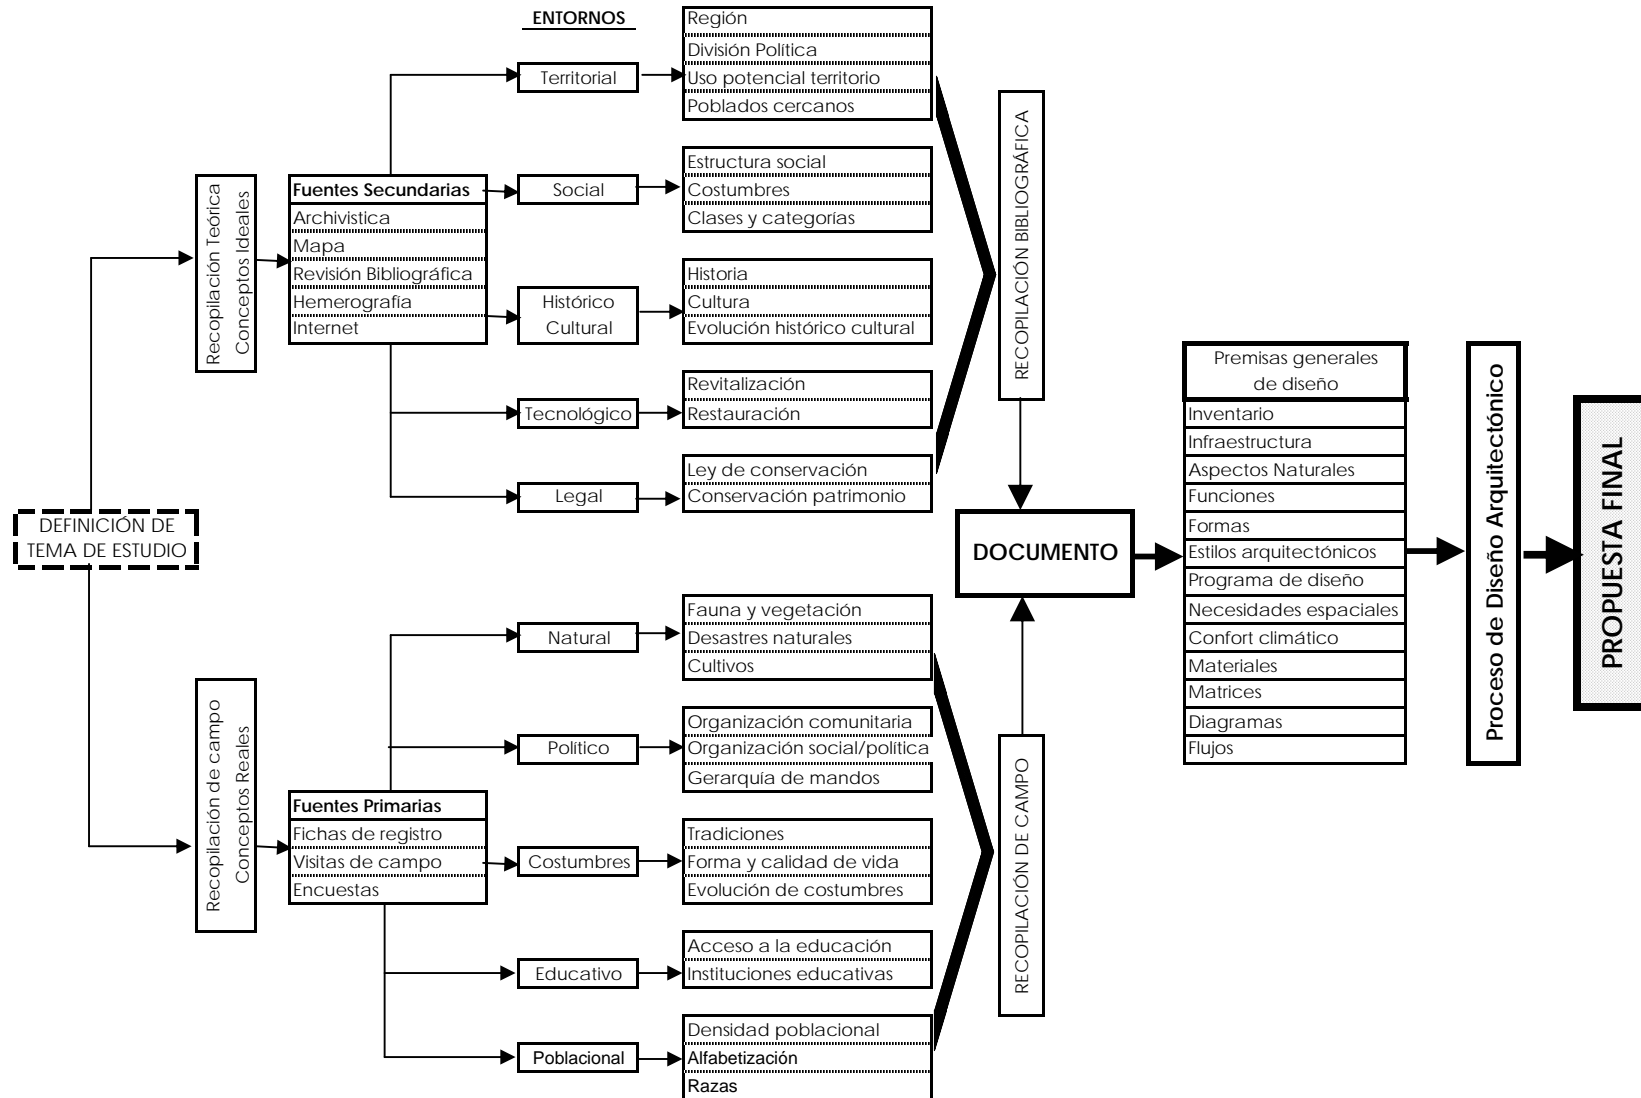 DEFINICIÓN DE
TEMA DE ESTUDIO
Recopilación Teórica
Conceptos Ideales
Fuentes Secundarias
Archivistica
Mapa
Revisión Bibliográfica
Hemerografía
Internet
ENTORNOS
Territorial
Región
División Política
Uso potencial territorio
Poblados cercanos
Social
Estructura social
Costumbres
Clases y categorías
Histórico
Cultural
Historia
Cultura
Evolución histórico cultural
Tecnológico
Revitalización
Restauración
Legal
Ley de conservación
Conservación patrimonio
RECOPILACIÓN BIBLIOGRÁFICA
Recopilación de campo
Conceptos Reales
Fuentes Primarias
Fichas de registro
Visitas de campo
Encuestas
Natural
Fauna y vegetación
Desastres naturales
Cultivos
Político
Organización comunitaria
Organización social/política
Gerarquía de mandos
Costumbres
Tradiciones
Forma y calidad de vida
Evolución de costumbres
Educativo
Acceso a la educación
Instituciones educativas
Poblacional
Densidad poblacional
Alfabetización
Razas
RECOPILACIÓN DE CAMPO
DOCUMENTO
Premisas generales
de diseño
Inventario
Infraestructura
Aspectos Naturales
Funciones
Formas
Estilos arquitectónicos
Programa de diseño
Necesidades espaciales
Confort climático
Materiales
Matrices
Diagramas
Flujos
Proceso de Diseño Arquitectónico
PROPUESTA FINAL